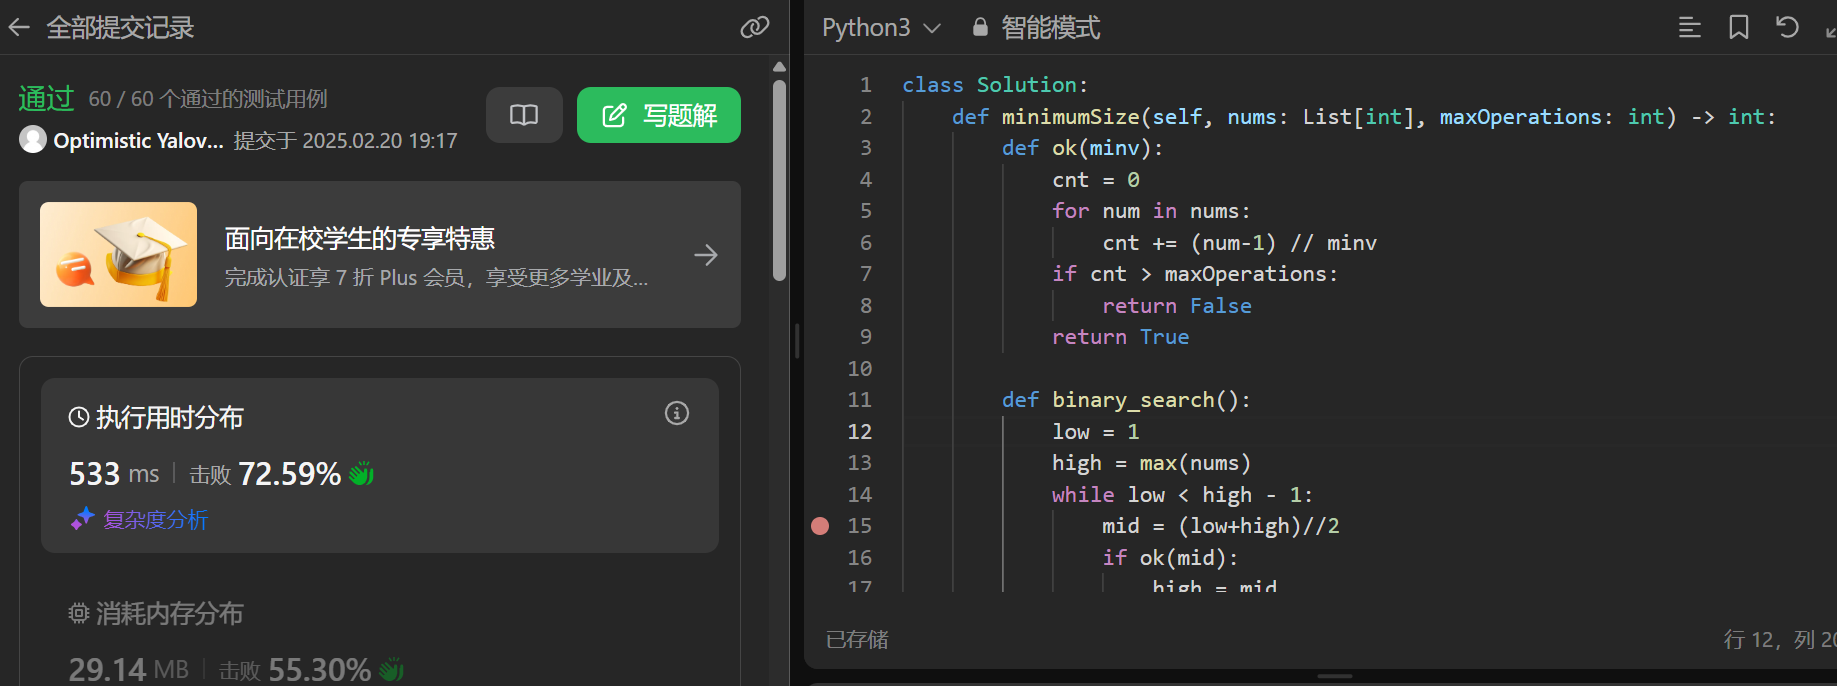 全部提交记录
通过 60 / 60 个通过的测试用例
Optimistic Yalov... 提交于 2025.02.20 19:17
写题解
面向在校学生的专享特惠
完成认证享 7 折 Plus 会员，享受更多学业及...
执行用时分布
533 ms | 击败 72.59%
复杂度分析
消耗内存分布
29.14 MB | 击败 55.30%
Python3 智能模式
1 class Solution:
2 def minimumSize(self, nums: List[int], maxOperations: int) -> int:
3 def ok(minv):
4 cnt = 0
5 for num in nums:
6 cnt += (num-1) // minv
7 if cnt > maxOperations:
8 return False
9 return True
10
11 def binary_search():
12 low = 1
13 high = max(nums)
14 while low < high - 1:
15 mid = (low+high)//2
16 if ok(mid):
17 high = mid
已存储
行 12，列 20